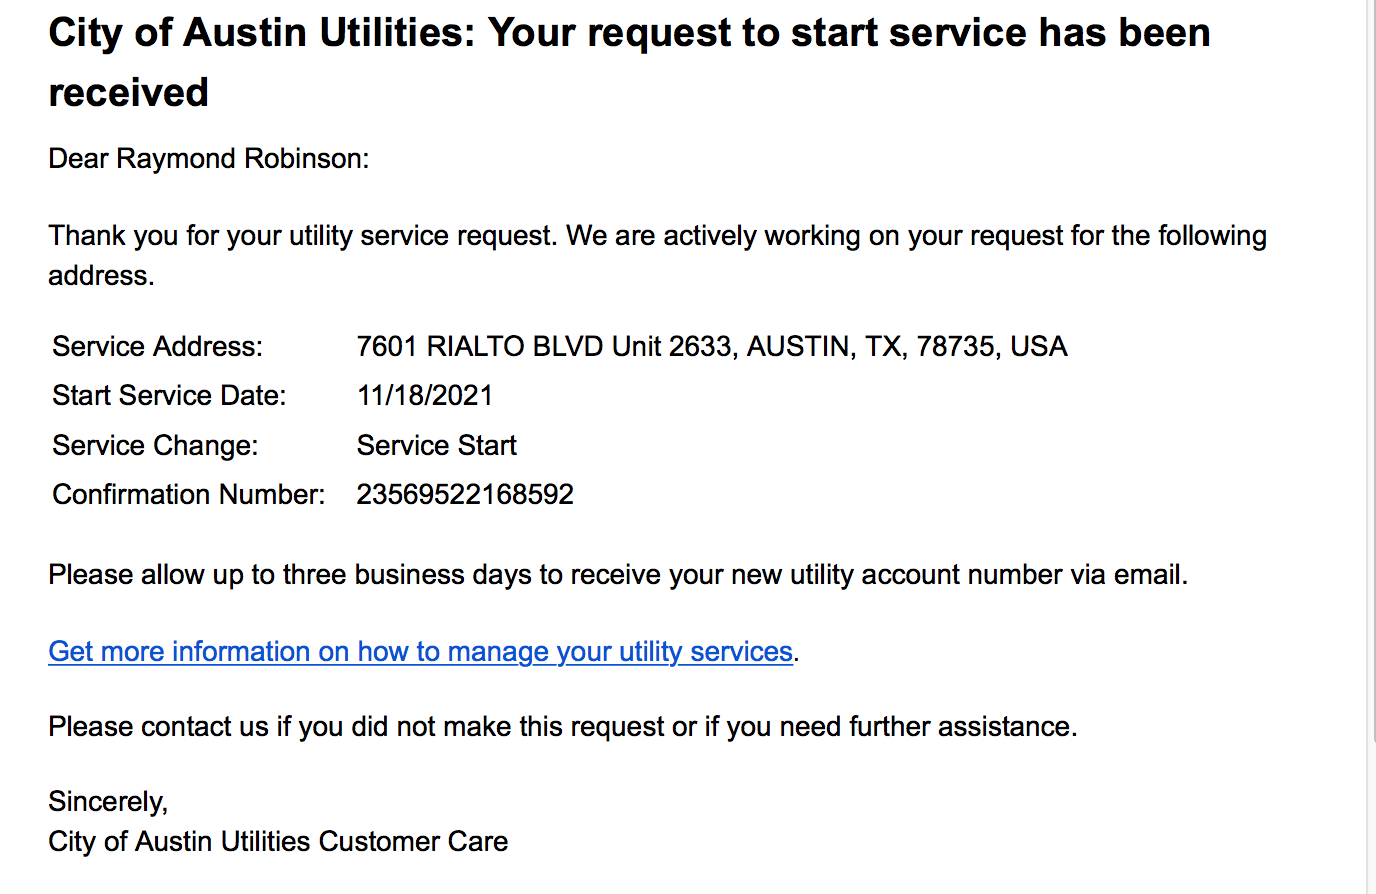 City of Austin Utilities: Your request to start service has been
received
Dear Raymond Robinson:
Thank you for your utility service request. We are actively working on your request for the following
address.
Service Address: 7601 RIALTO BLVD Unit 2633, AUSTIN, TX, 78735, USA
Start Service Date: 11/18/2021
Service Change: Service Start
Confirmation Number: 23569522168592
Please allow up to three business days to receive your new utility account number via email.
Get more information on how to manage your utility services.
Please contact us if you did not make this request or if you need further assistance.
Sincerely,
City of Austin Utilities Customer Care